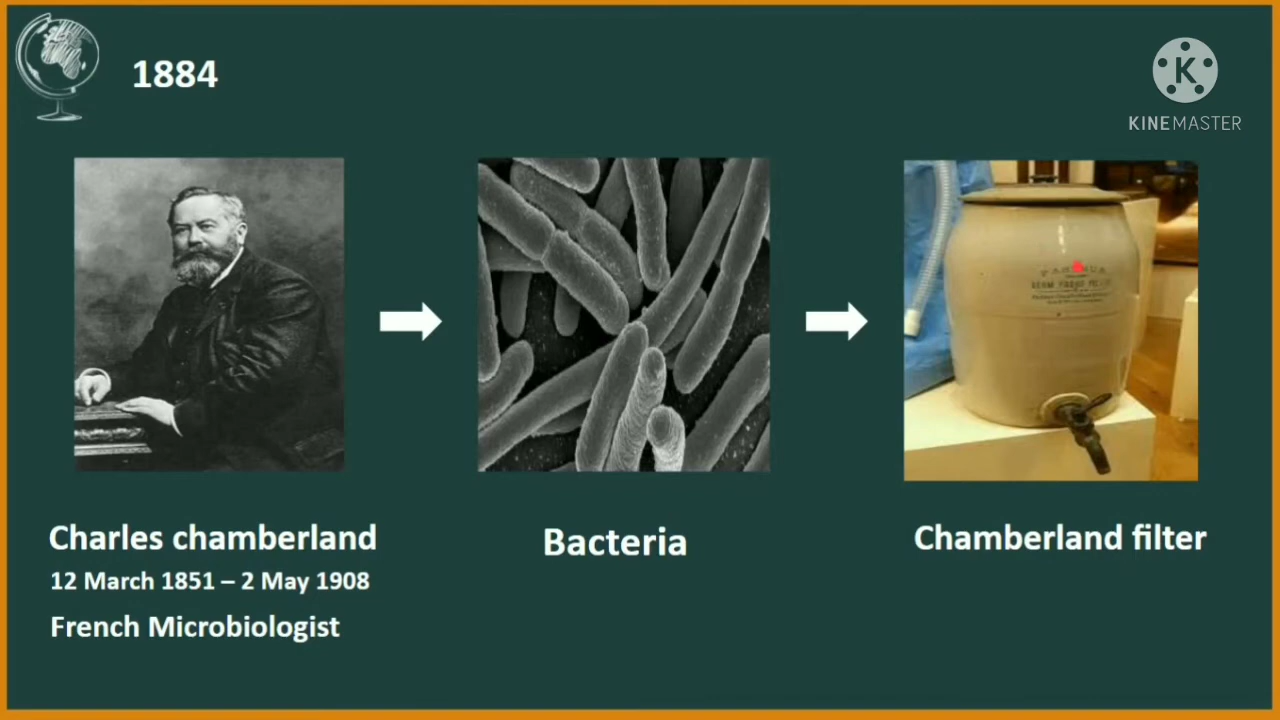 1884
KINEMASTER
Charles chamberland
12 March 1851 – 2 May 1908
French Microbiologist
Bacteria
Chamberland filter